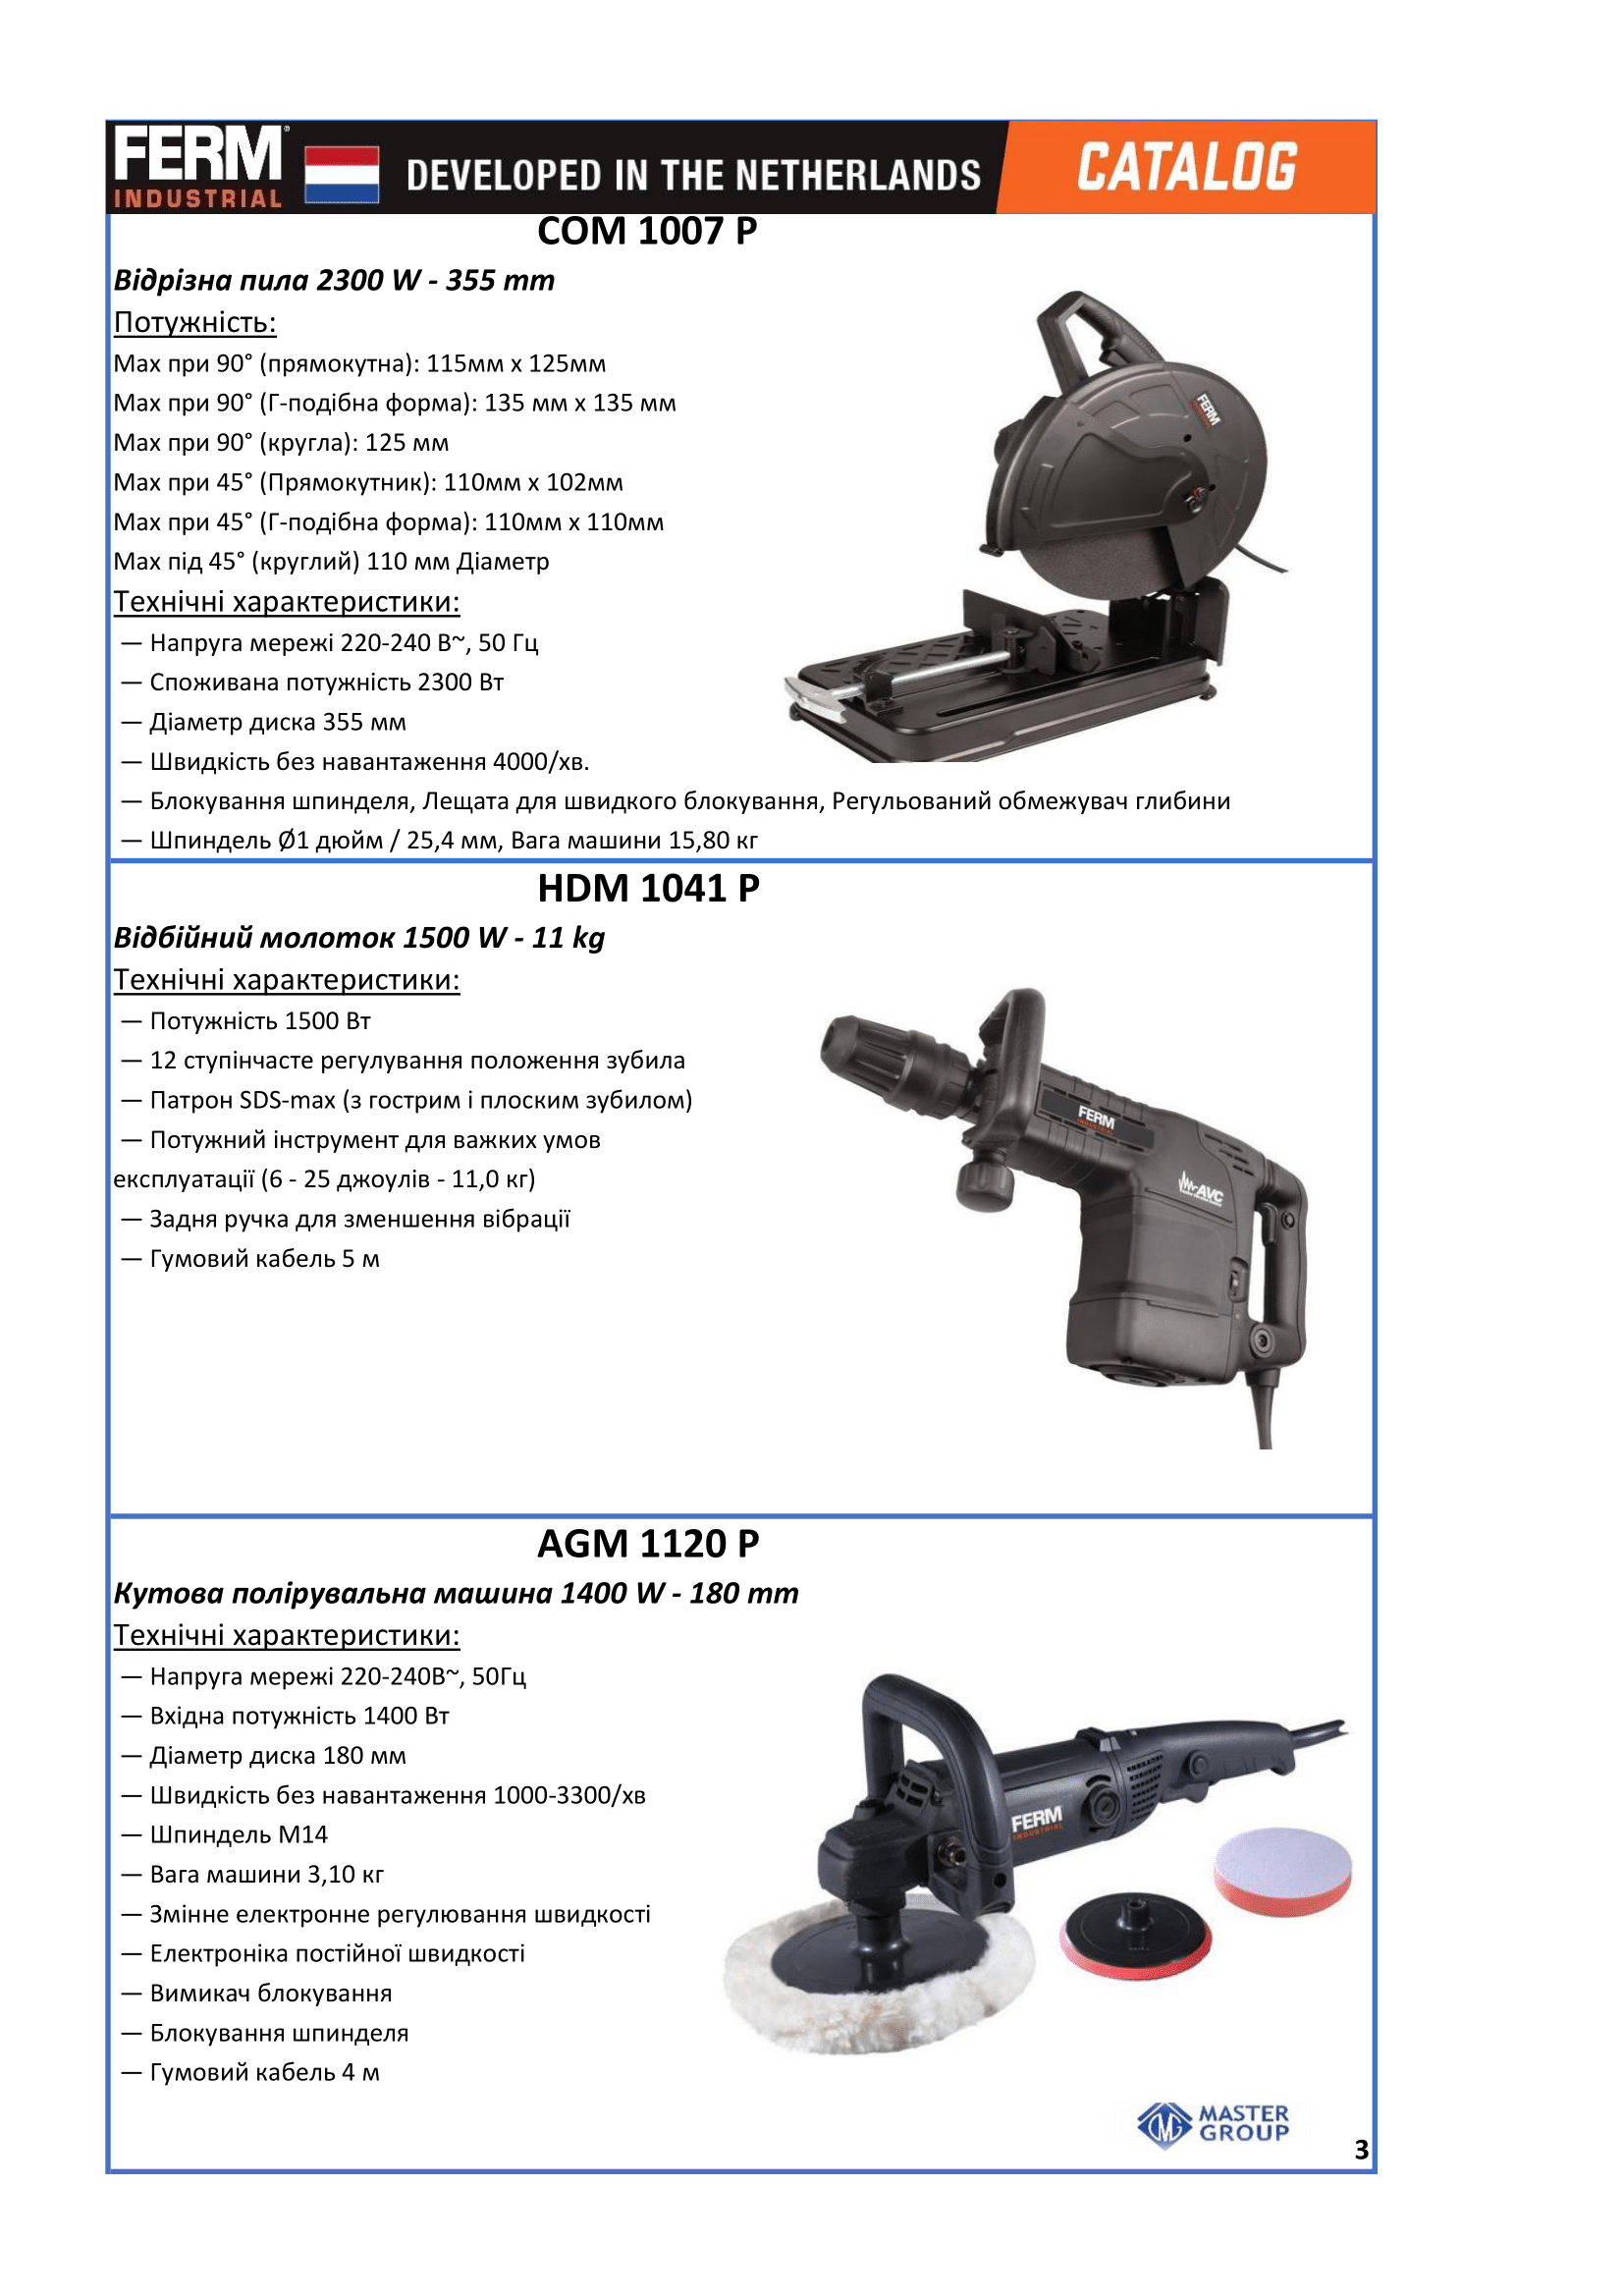 FERM®
INDUSTRIAL
DEVELOPED IN THE NETHERLANDS
CATALOG
COM 1007 P
Відрізна пила 2300 W - 355 mm
Потужність:
Max при 90° (прямокутна): 115мм x 125мм
Max при 90° (Г-подібна форма): 135 мм x 135 мм
Max при 90° (кругла): 125 мм
Max при 45° (Прямокутник): 110мм x 102мм
Max при 45° (Г-подібна форма): 110мм x 110мм
Max під 45° (круглий) 110 мм Діаметр
Технічні характеристики:
— Напруга мережі 220-240 В~, 50 Гц
— Споживана потужність 2300 Вт
— Діаметр диска 355 мм
— Швидкість без навантаження 4000/хв.
— Блокування шпинделя, Лещата для швидкого блокування, Регульований обмежувач глибини
— Шпиндель Ø1 дюйм / 25,4 мм, Вага машини 15,80 кг
FERM
HDM 1041 P
Відбійний молоток 1500 W - 11 kg
Технічні характеристики:
— Потужність 1500 Вт
— 12 ступінчасте регулування положення зубила
— Патрон SDS-max (з гострим і плоским зубилом)
— Потужний інструмент для важких умов
експлуатації (6 - 25 джоулів - 11,0 кг)
— Задня ручка для зменшення вібрації
— Гумовий кабель 5 м
FERM
INDUSTRIAL
AVC
AGM 1120 P
Кутова полірувальна машина 1400 W - 180 mm
Технічні характеристики:
— Напруга мережі 220-240В~, 50Гц
— Вхідна потужність 1400 Вт
— Діаметр диска 180 мм
— Швидкість без навантаження 1000-3300/хв
— Шпиндель M14
— Вага машини 3,10 кг
— Змінне електронне регулювання швидкості
— Електроніка постійної швидкості
— Вимикач блокування
— Блокування шпинделя
— Гумовий кабель 4 м
FERM
INDUSTRIAL
MASTER
GROUP
3